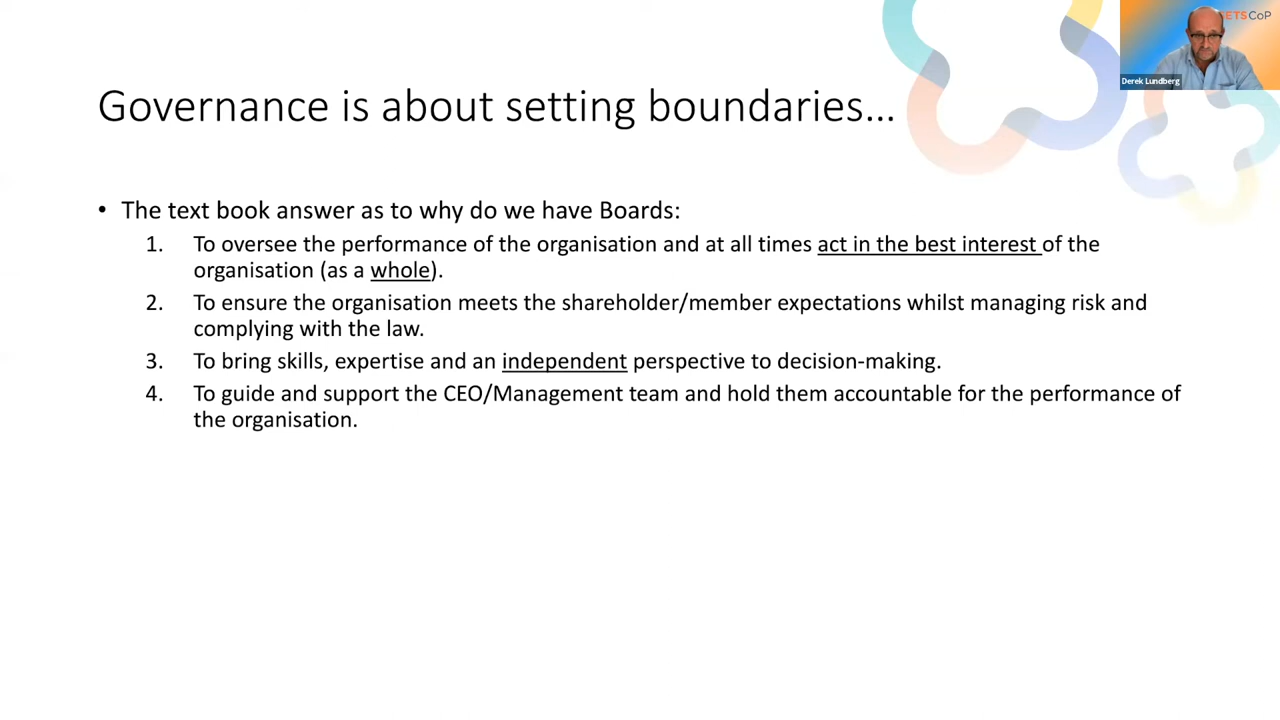 ETSCoP
Derek Lundberg
Governance is about setting boundaries...
• The text book answer as to why do we have Boards:
1. To oversee the performance of the organisation and at all times act in the best interest of the
organisation (as a whole).
2. To ensure the organisation meets the shareholder/member expectations whilst managing risk and
complying with the law.
3. To bring skills, expertise and an independent perspective to decision-making.
4. To guide and support the CEO/Management team and hold them accountable for the performance of
the organisation.